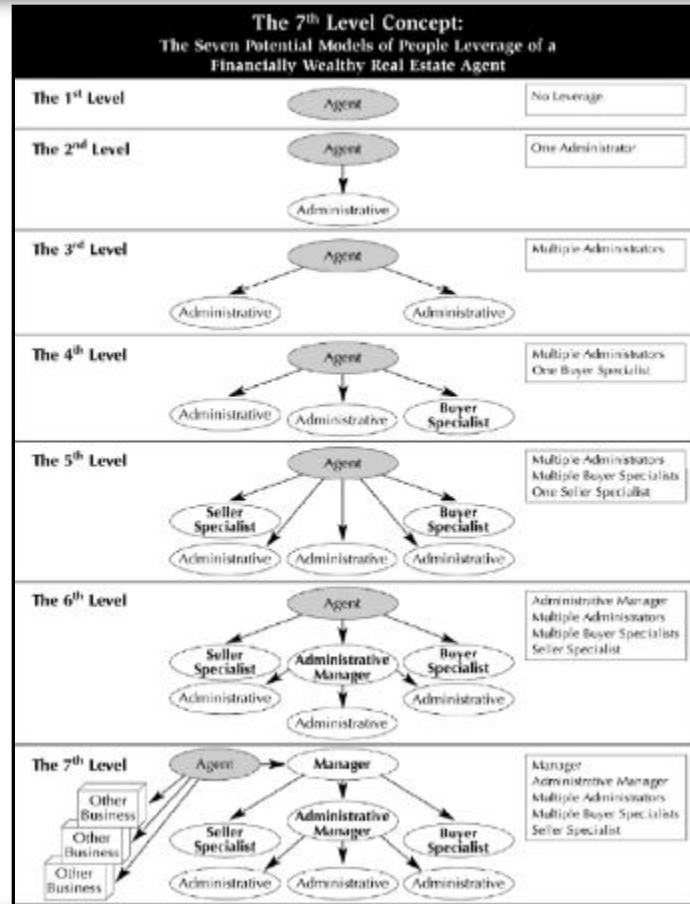 The 7th Level Concept:
The Seven Potential Models of People Leverage of a
Financially Wealthy Real Estate Agent
The 1st Level
Agent
No Leverage
The 2nd Level
Agent
One Administrator
Administrative
The 3rd Level
Agent
Multiple Administrators
Administrative
Administrative
The 4th Level
Agent
Multiple Administrators
One Buyer Specialist
Administrative
Administrative
Buyer
Specialist
The 5th Level
Agent
Multiple Administrators
Multiple Buyer Specialists
One Seller Specialist
Seller
Specialist
Buyer
Specialist
Administrative
Administrative
Administrative
The 6th Level
Agent
Administrative Manager
Multiple Administrators
Multiple Buyer Specialists
Seller Specialist
Seller
Specialist
Administrative
Manager
Buyer
Specialist
Administrative
Administrative
Administrative
The 7th Level
Agent
Manager
Manager
Administrative Manager
Multiple Administrators
Multiple Buyer Specialists
Seller Specialist
Other
Business
Other
Business
Other
Business
Seller
Specialist
Administrative
Manager
Buyer
Specialist
Administrative
Administrative
Administrative